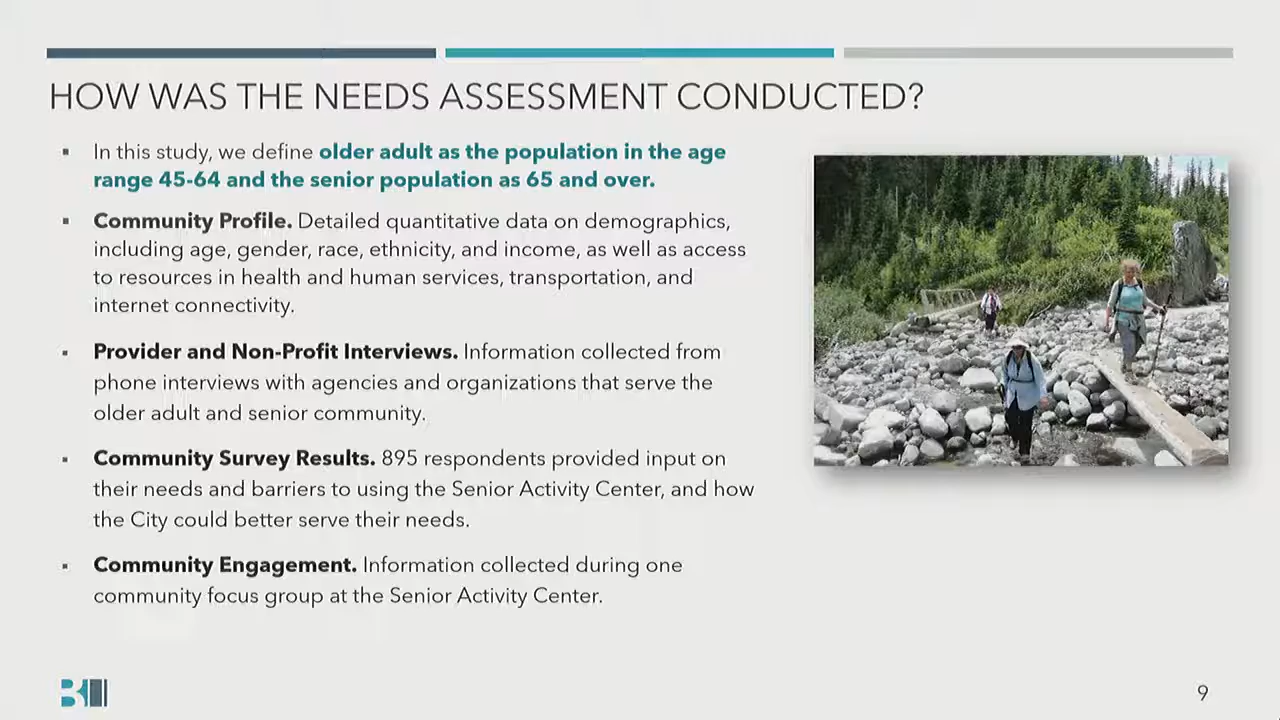 HOW WAS THE NEEDS ASSESSMENT CONDUCTED?
▪ In this study, we define older adult as the population in the age
range 45-64 and the senior population as 65 and over.
▪ Community Profile. Detailed quantitative data on demographics,
including age, gender, race, ethnicity, and income, as well as access
to resources in health and human services, transportation, and
internet connectivity.
▪ Provider and Non-Profit Interviews. Information collected from
phone interviews with agencies and organizations that serve the
older adult and senior community.
▪ Community Survey Results. 895 respondents provided input on
their needs and barriers to using the Senior Activity Center, and how
the City could better serve their needs.
▪ Community Engagement. Information collected during one
community focus group at the Senior Activity Center.
9